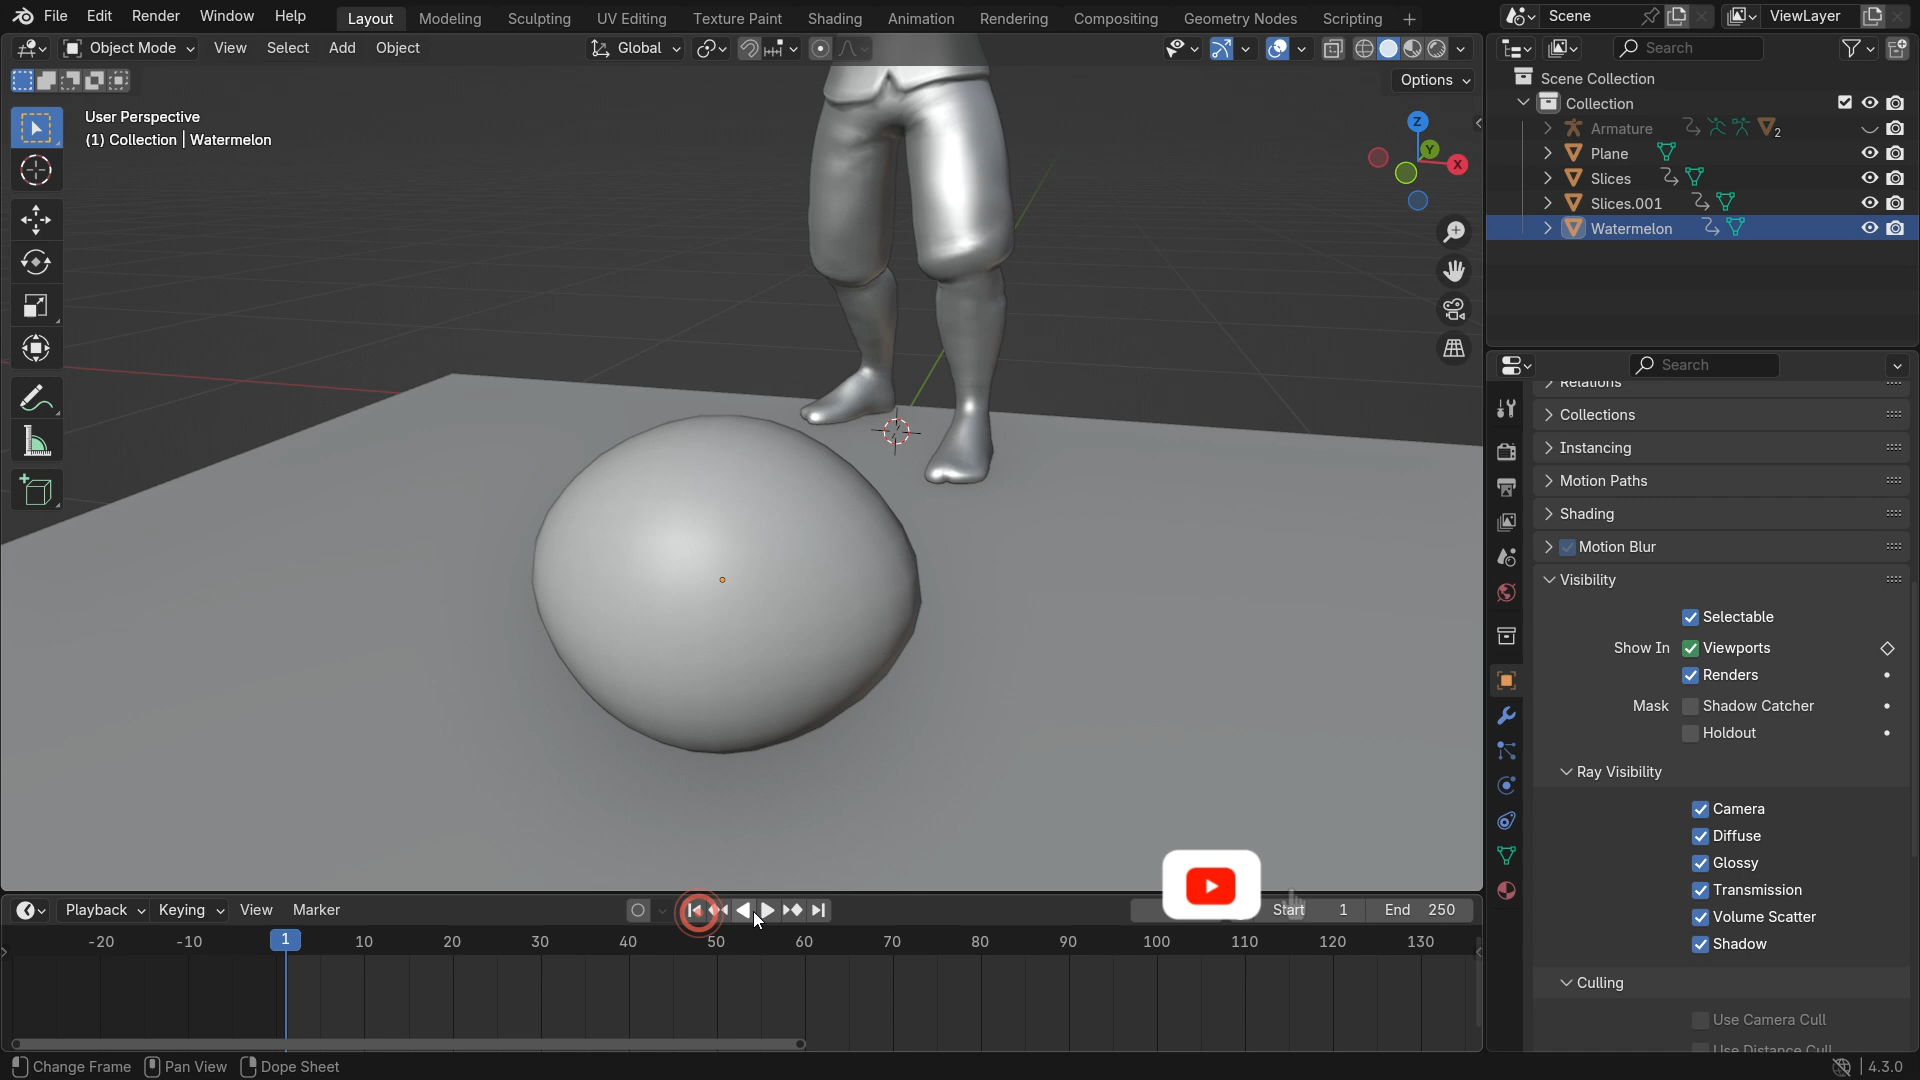 File Edit Render Window Help
Layout Modeling Sculpting UV Editing Texture Paint Shading Animation Rendering Compositing Geometry Nodes Scripting +
Scene
ViewLayer
Object Mode View Select Add Object
Global
Search
Options
User Perspective
(1) Collection | Watermelon
Z
Y
X
Scene Collection
Collection
Armature
2
Plane
Slices
Slices.001
Watermelon
Search
Relations
Collections
Instancing
Motion Paths
Shading
Motion Blur
Visibility
Selectable
Show In Viewports
Renders
Mask Shadow Catcher
Holdout
Ray Visibility
Camera
Diffuse
Glossy
Transmission
Volume Scatter
Shadow
Culling
Use Camera Cull
Use Distance Cull
Playback Keying View Marker
Start 1 End 250
-20 -10 1 10 20 30 40 50 60 70 80 90 100 110 120 130
Change Frame Pan View Dope Sheet
4.3.0